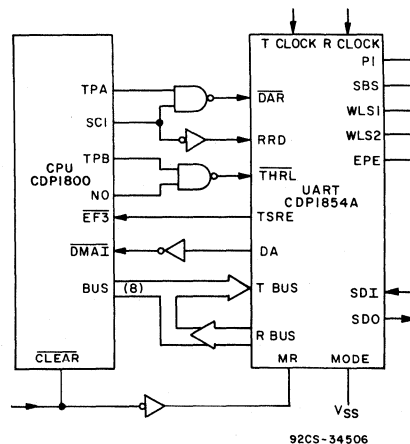 T CLOCK R CLOCK
PI
TPA
DAR
SBS
SCI
WLS1
RRD
WLS2
CPU
CDP1800
TPB
EPE
THRL
UART
CDP1854A
NO
EF3
TSRE
DMAI
DA
BUS
(8)
T BUS
SDI
R BUS
SDO
CLEAR
MR
MODE
VSS
92CS-34506